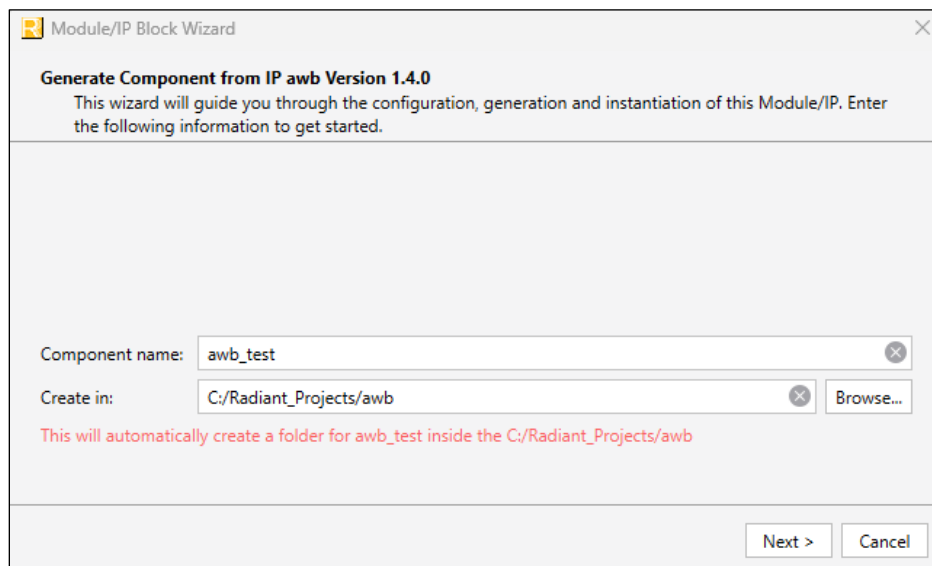 Module/IP Block Wizard
Generate Component from IP awb Version 1.4.0
This wizard will guide you through the configuration, generation and instantiation of this Module/IP. Enter
the following information to get started.
Component name: awb_test
Create in: C:/Radiant_Projects/awb Browse...
This will automatically create a folder for awb_test inside the C:/Radiant_Projects/awb
Next > Cancel